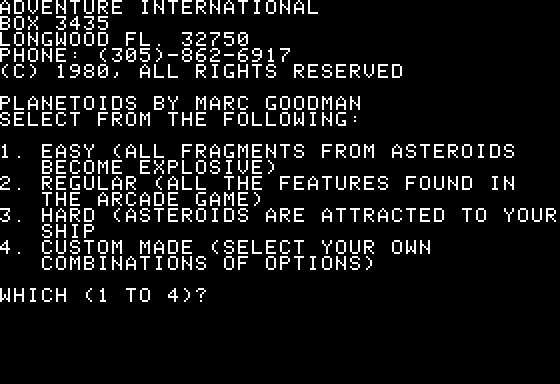 ADVENTURE INTERNATIONAL
BOX 3435
LONGWOOD FL. 32750
PHONE: (305)-862-6917
(C) 1980, ALL RIGHTS RESERVED
PLANETOIDS BY MARC GOODMAN
SELECT FROM THE FOLLOWING:
1. EASY (ALL FRAGMENTS FROM ASTEROIDS
BECOME EXPLOSIVE)
2. REGULAR (ALL THE FEATURES FOUND IN
THE ARCADE GAME)
3. HARD (ASTEROIDS ARE ATTRACTED TO YOUR
SHIP
4. CUSTOM MADE (SELECT YOUR OWN
COMBINATIONS OF OPTIONS)
WHICH (1 TO 4)?